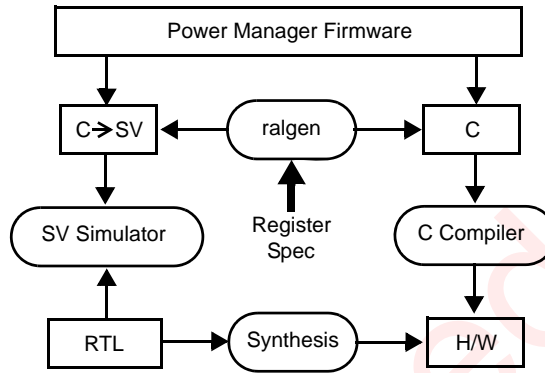 Power Manager Firmware
C→SV
ralgen
C
Register
Spec
SV Simulator
C Compiler
RTL
Synthesis
H/W